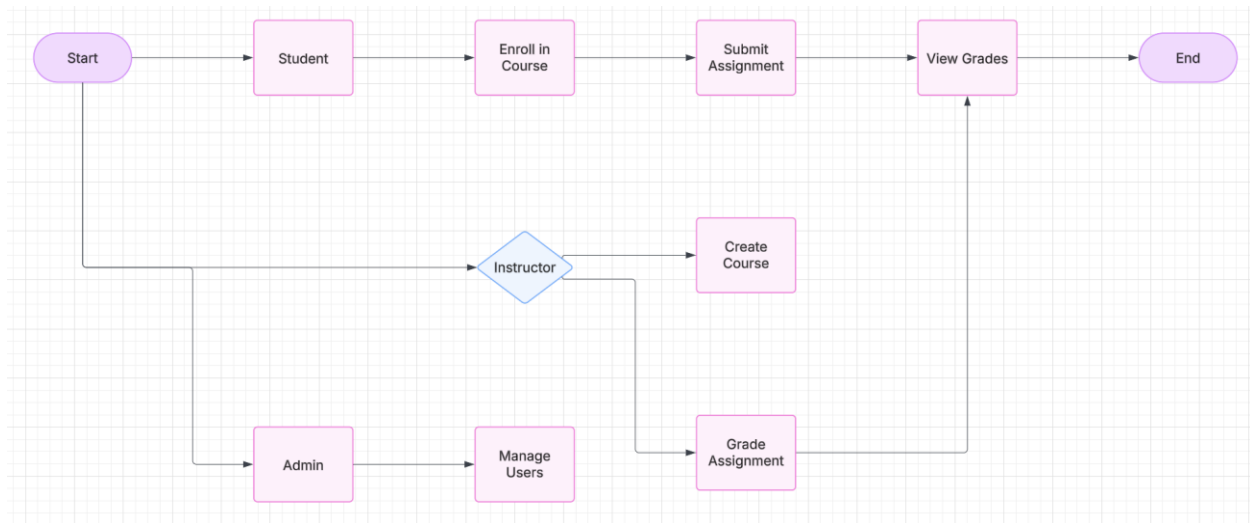 Start
Student
Enroll in
Course
Submit
Assignment
View Grades
End
Instructor
Create
Course
Admin
Manage
Users
Grade
Assignment